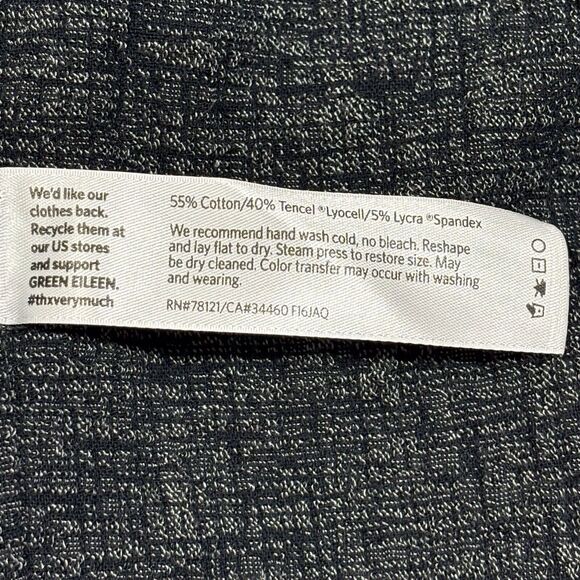 We'd like our
clothes back.
Recycle them at
our US stores
and support
GREEN EILEEN.
#thxverymuch
55% Cotton/40% Tencel ®Lyocell/5% Lycra ®Spandex
We recommend hand wash cold, no bleach. Reshape
and lay flat to dry. Steam press to restore size. May
be dry cleaned. Color transfer may occur with washing
and wearing.
RN#78121/CA#34460 F16JAQ